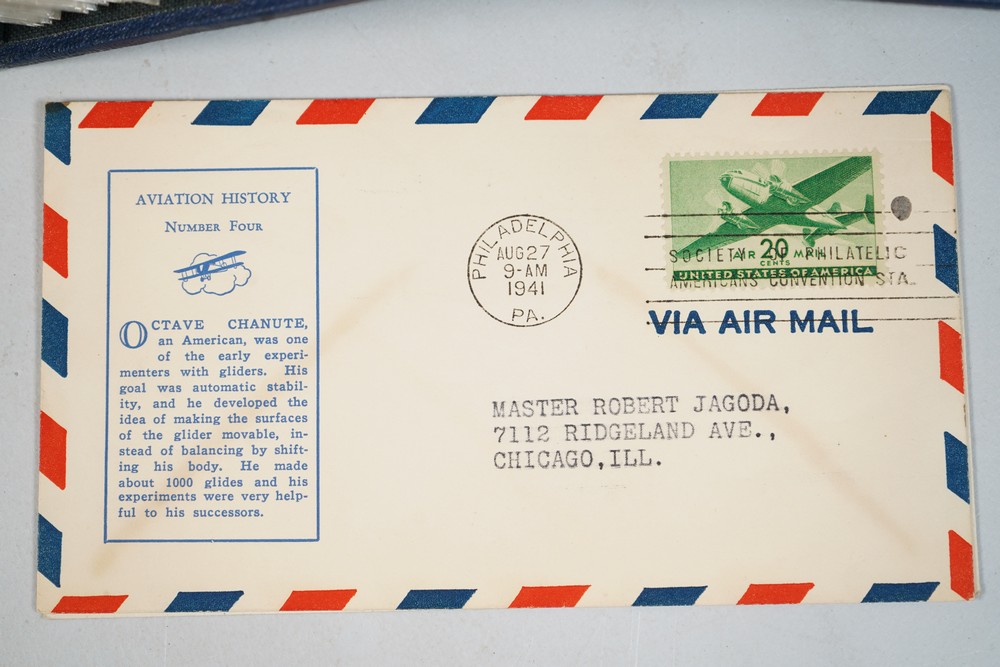 AVIATION HISTORY
NUMBER FOUR
OCTAVE CHANUTE,
an American, was one
of the early experi-
menters with gliders. His
goal was automatic stabil-
ity, and he developed the
idea of making the surfaces
of the glider movable, in-
stead of balancing by shift-
ing his body. He made
about 1000 glides and his
experiments were very help-
ful to his successors.
PHILADELPHIA
AUG 27
9-AM
1941
PA.
SOCIETY OF PHILATELIC
AMERICANS CONVENTION STA.
AIR 20 MAIL
CENTS
UNITED STATES OF AMERICA
VIA AIR MAIL
MASTER ROBERT JAGODA,
7112 RIDGELAND AVE.,
CHICAGO,ILL.